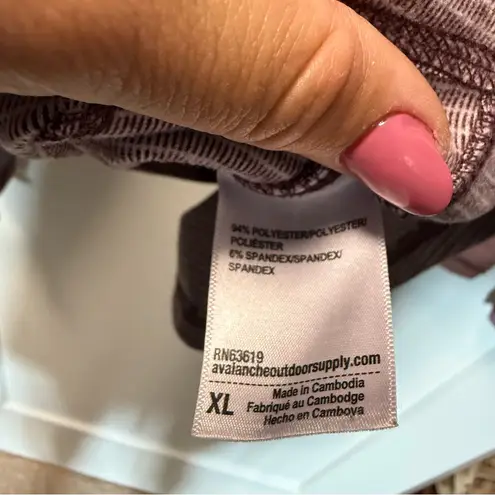 94% POLYESTER/POLYESTER/
POLIÉSTER
6% SPANDEX/SPANDEX/
SPANDEX
RN63619
avalancheoutdoorsupply.com
XL
Made in Cambodia
Fabriqué au Cambodge
Hecho en Camboya